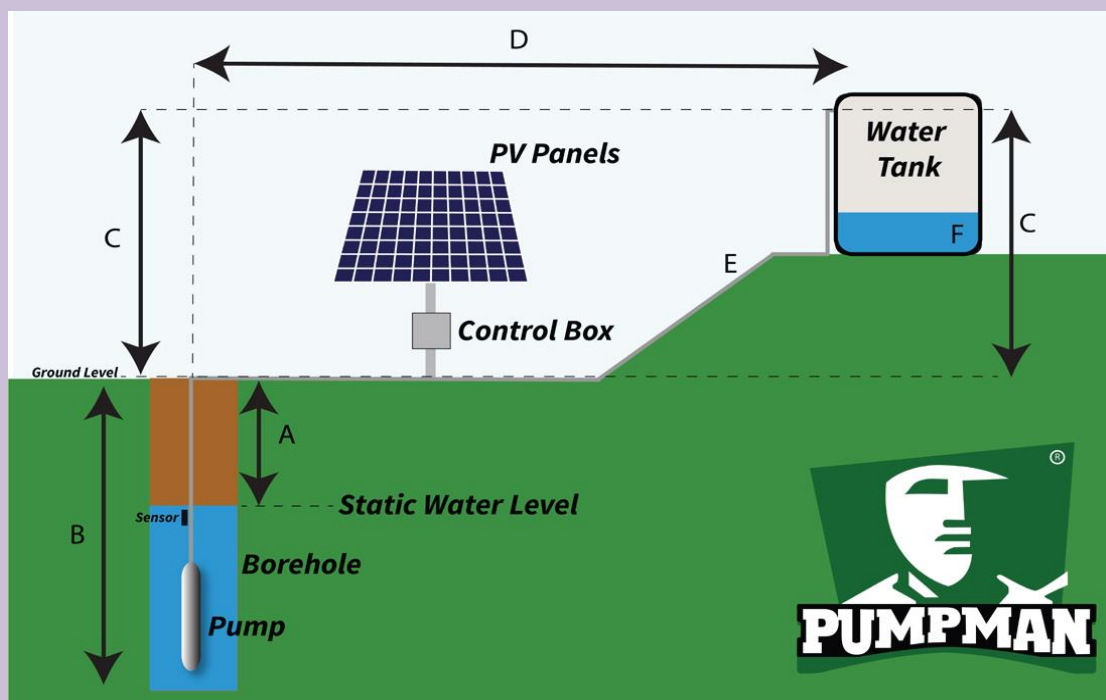 D
Water
Tank
PV Panels
C
C
F
E
Control Box
Ground Level
A
Static Water Level
Sensor
B
Borehole
Pump
®
PUMPMAN